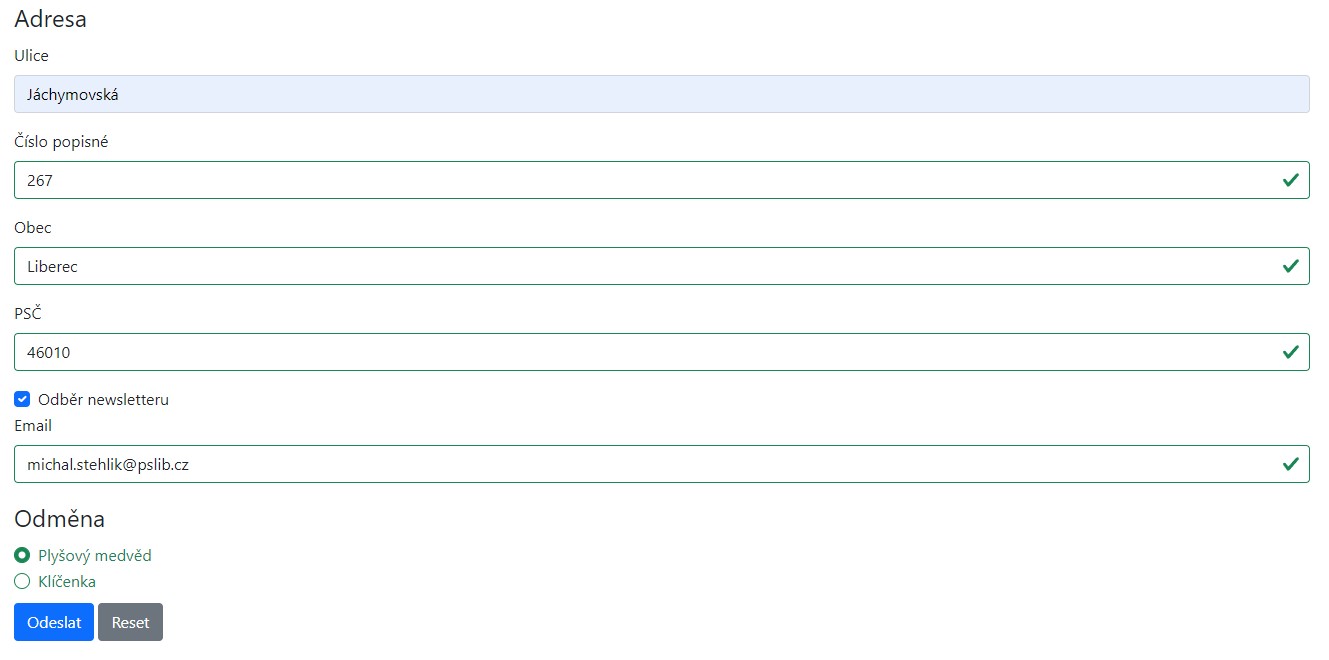 Adresa
Ulice
Jáchymovská
Číslo popisné
267
Obec
Liberec
PSČ
46010
Odběr newsletteru
Email
michal.stehlik@pslib.cz
Odměna
Plyšový medvěd
Klíčenka
Odeslat Reset